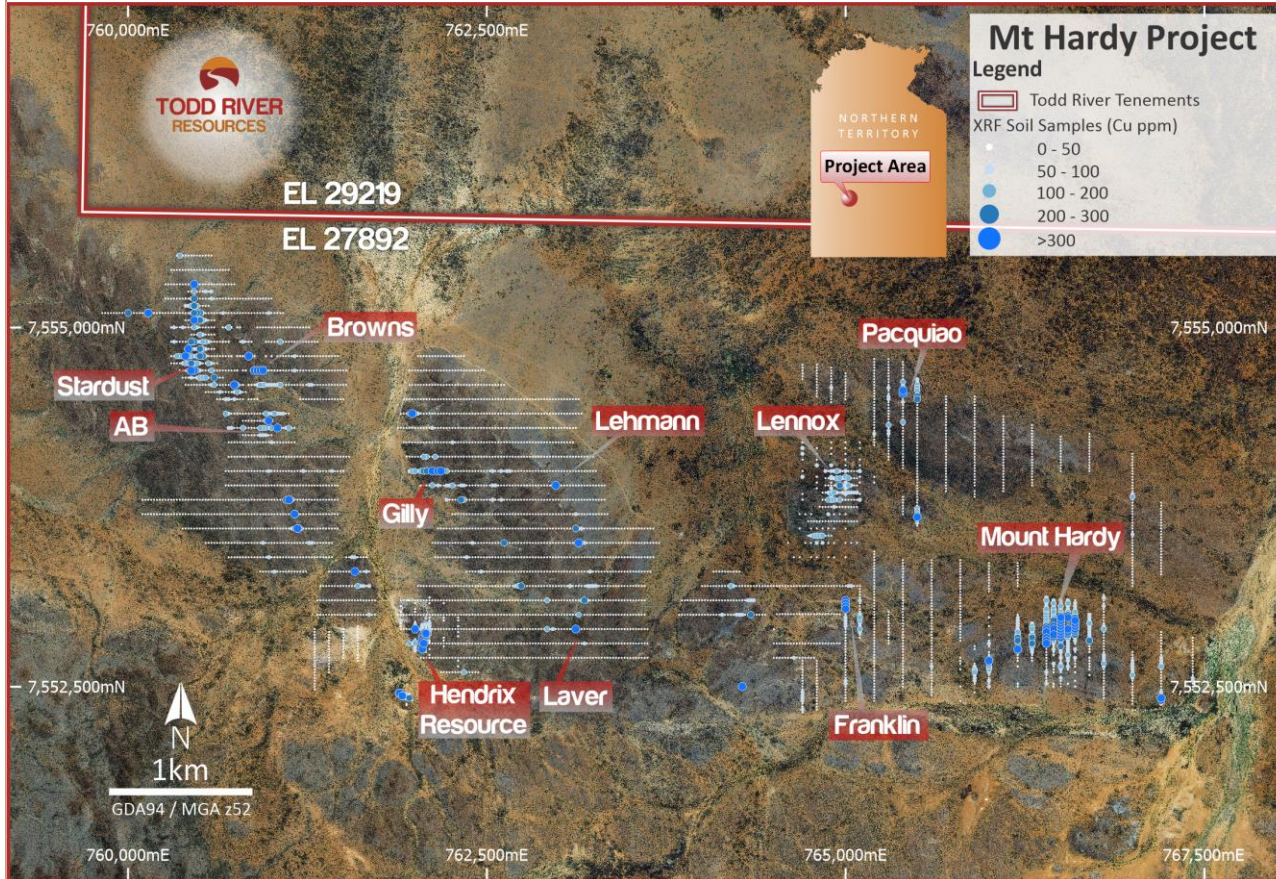 760,000mE
762,500mE
Mt Hardy Project
Legend
Todd River Tenements
XRF Soil Samples (Cu ppm)
0 - 50
50 - 100
100 - 200
200 - 300
>300
TODD RIVER
RESOURCES
NORTHERN
TERRITORY
Project Area
EL 29219
EL 27892
7,555,000mN
7,555,000mN
Browns
Pacquiao
Stardust
AB
Lehmann
Lennox
Gilly
Mount Hardy
7,552,500mN
7,552,500mN
Hendrix
Resource
Laver
Franklin
N
1km
GDA94 / MGA z52
760,000mE
762,500mE
765,000mE
767,500mE